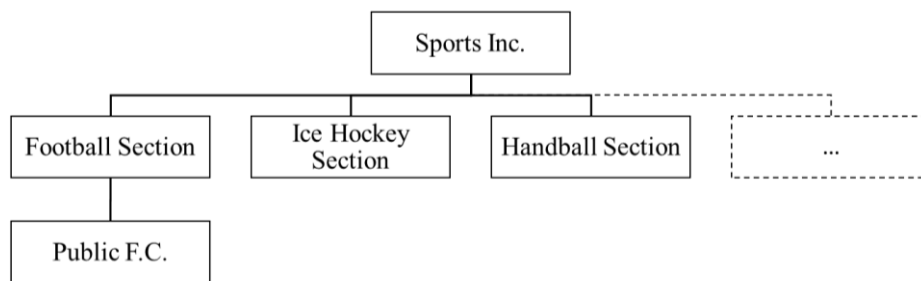 Sports Inc.
Football Section
Ice Hockey
Section
Handball Section
...
Public F.C.